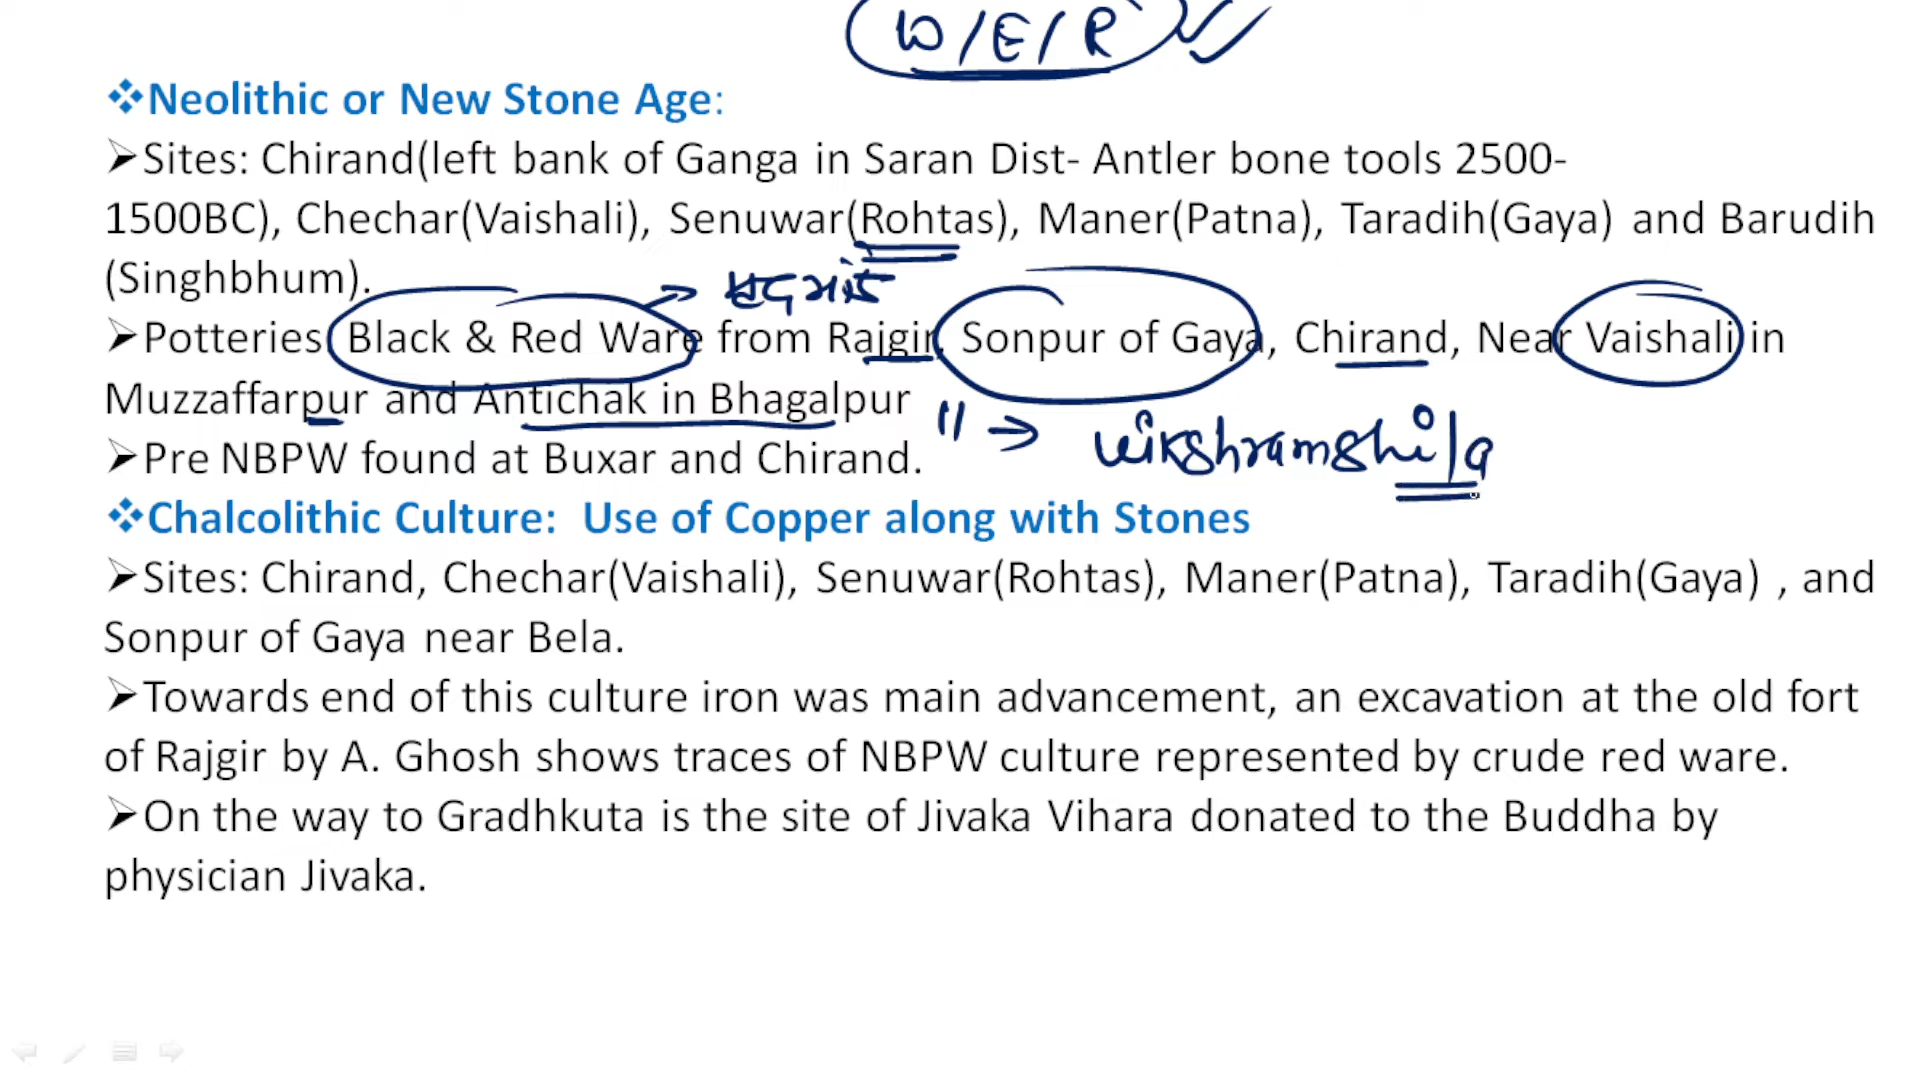 W/E/R
❖Neolithic or New Stone Age:
➢Sites: Chirand(left bank of Ganga in Saran Dist- Antler bone tools 2500-
1500BC), Chechar(Vaishali), Senuwar(Rohtas), Maner(Patna), Taradih(Gaya) and Barudih
(Singhbhum).
➢Potteries Black & Red Ware from Rajgir, Sonpur of Gaya, Chirand, Near Vaishali in
Muzzaffarpur and Antichak in Bhagalpur
" → Vikshramshila
➢Pre NBPW found at Buxar and Chirand.
❖Chalcolithic Culture: Use of Copper along with Stones
➢Sites: Chirand, Chechar(Vaishali), Senuwar(Rohtas), Maner(Patna), Taradih(Gaya) , and
Sonpur of Gaya near Bela.
➢Towards end of this culture iron was main advancement, an excavation at the old fort
of Rajgir by A. Ghosh shows traces of NBPW culture represented by crude red ware.
➢On the way to Gradhkuta is the site of Jivaka Vihara donated to the Buddha by
physician Jivaka.